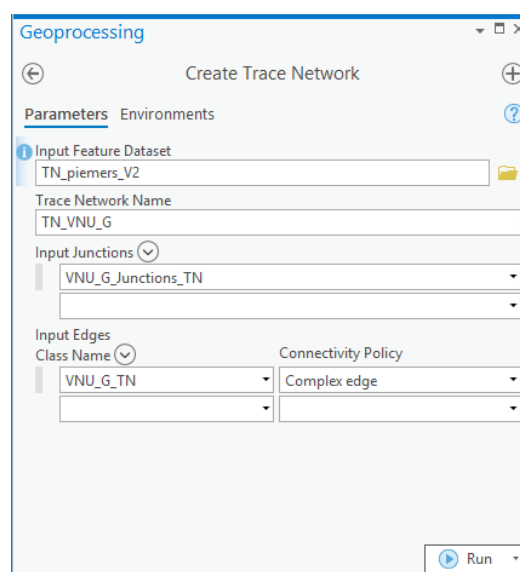 Geoprocessing
Create Trace Network
Parameters Environments
Input Feature Dataset
TN_piemers_V2
Trace Network Name
TN_VNU_G
Input Junctions
VNU_G_Junctions_TN
Input Edges
Class Name Connectivity Policy
VNU_G_TN Complex edge
Run